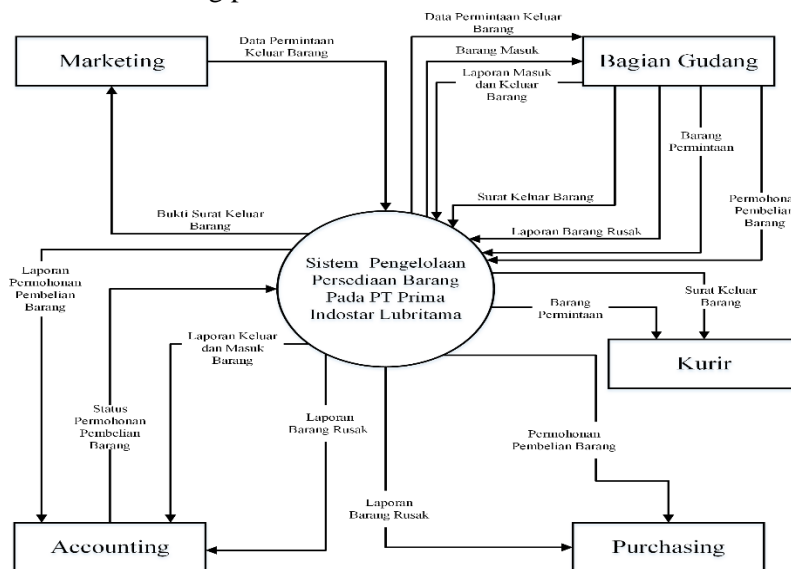 Data Permintaan
Keluar Barang
Marketing
Data Permintaan Keluar
Barang
Barang Masuk
Laporan Masuk
dan Keluar
Barang
Bagian Gudang
Barang
Permintaan
Surat Keluar Barang
Permohonan
Pembelian
Barang
Bukti Surat Keluar
Barang
Laporan Barang Rusak
Laporan
Permohonan
Pembelian
Barang
Sistem Pengelolaan
Persediaan Barang
Pada PT Prima
Indostar Lubritama
Surat Keluar
Barang
Barang
Permintaan
Kurir
Laporan Keluar
dan Masuk
Barang
Status
Permohonan
Pembelian
Barang
Laporan
Barang Rusak
Permohonan
Pembelian Barang
Laporan
Barang Rusak
Accounting
Purchasing